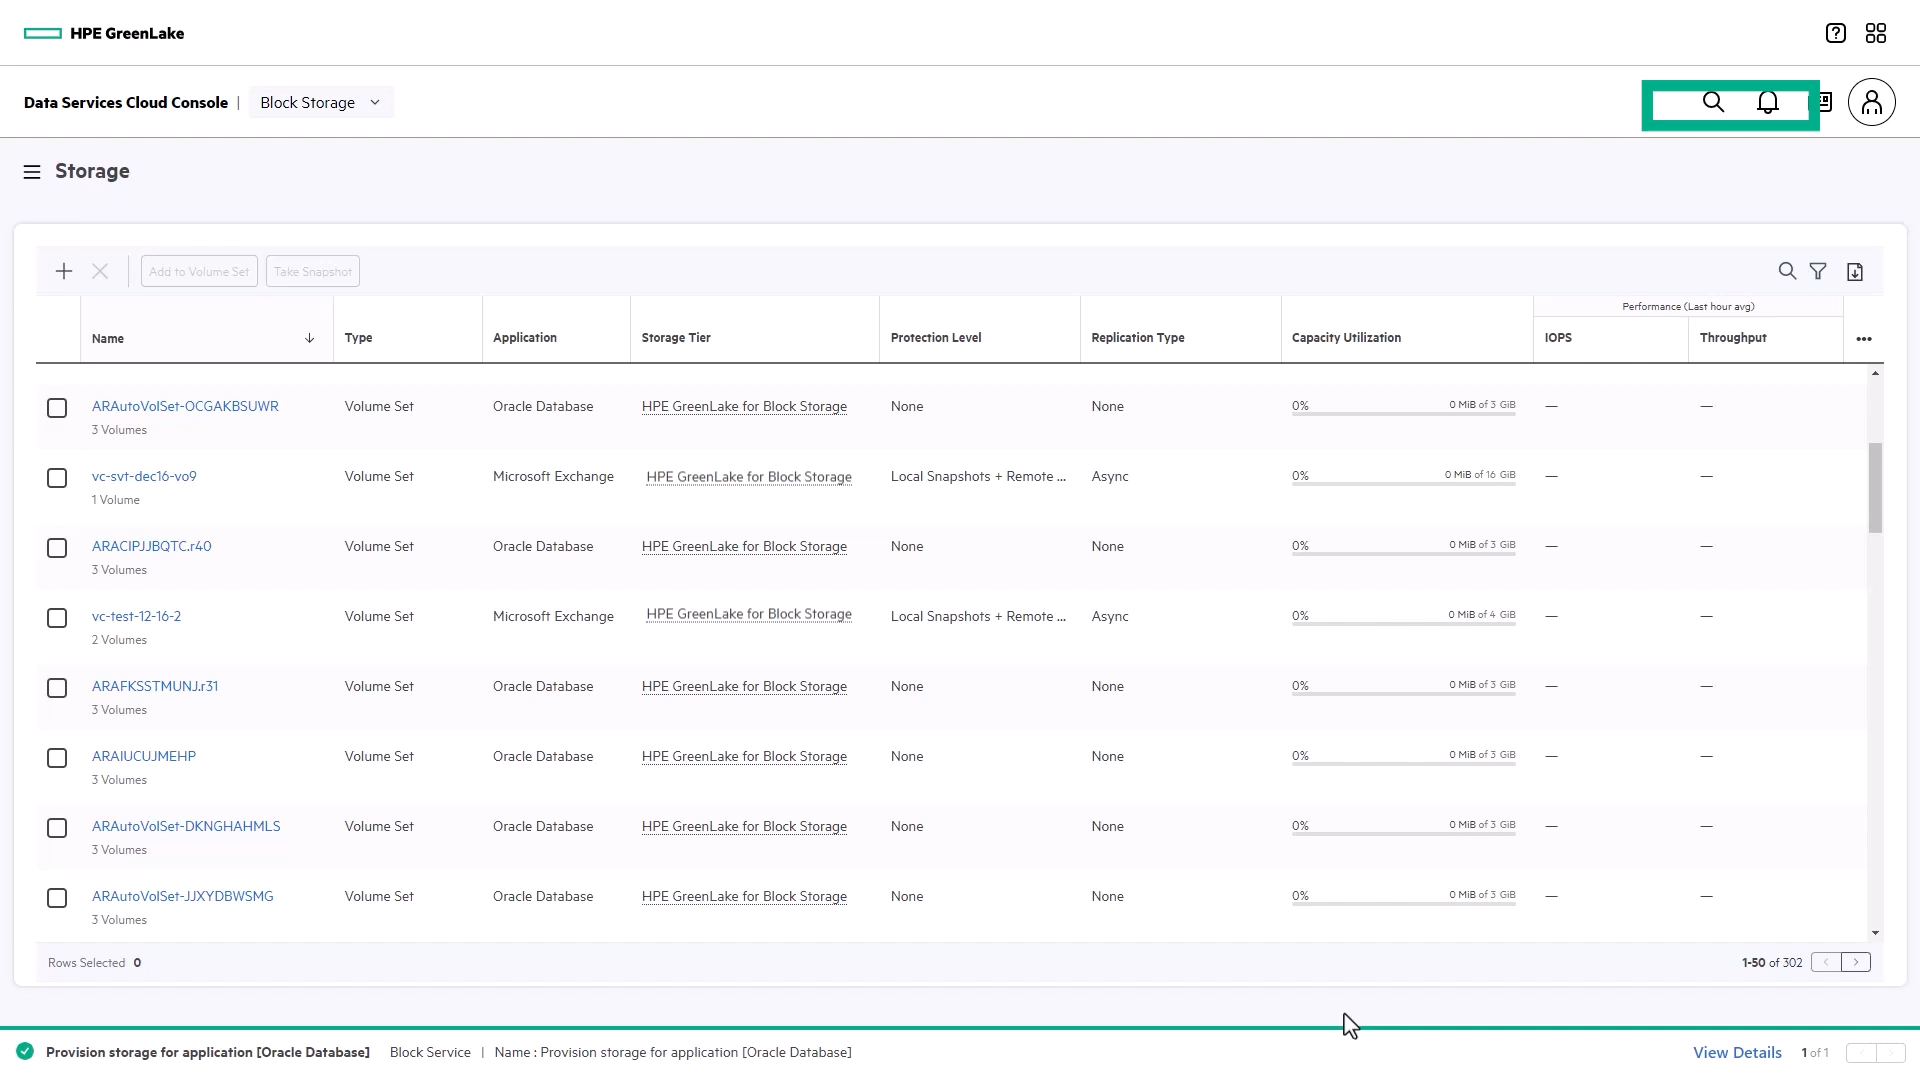 HPE GreenLake
Data Services Cloud Console | Block Storage
Storage
Add to Volume Set Take Snapshot
Performance (Last hour avg)
Name Type Application Storage Tier Protection Level Replication Type Capacity Utilization IOPS Throughput
ARAutoVolSet-OCGAKBSUWR Volume Set Oracle Database HPE GreenLake for Block Storage None None 0% 0 MiB of 3 GiB — —
3 Volumes
vc-svt-dec16-vo9 Volume Set Microsoft Exchange HPE GreenLake for Block Storage Local Snapshots + Remote ... Async 0% 0 MiB of 16 GiB — —
1 Volume
ARACIPJJBQTC.r40 Volume Set Oracle Database HPE GreenLake for Block Storage None None 0% 0 MiB of 3 GiB — —
3 Volumes
vc-test-12-16-2 Volume Set Microsoft Exchange HPE GreenLake for Block Storage Local Snapshots + Remote ... Async 0% 0 MiB of 4 GiB — —
2 Volumes
ARAFKSSTMUNJ.r31 Volume Set Oracle Database HPE GreenLake for Block Storage None None 0% 0 MiB of 3 GiB — —
3 Volumes
ARAIUCUJMEHP Volume Set Oracle Database HPE GreenLake for Block Storage None None 0% 0 MiB of 3 GiB — —
3 Volumes
ARAutoVolSet-DKNGHAHMLS Volume Set Oracle Database HPE GreenLake for Block Storage None None 0% 0 MiB of 3 GiB — —
3 Volumes
ARAutoVolSet-JJXYDBWSMG Volume Set Oracle Database HPE GreenLake for Block Storage None None 0% 0 MiB of 3 GiB — —
3 Volumes
Rows Selected 0 1-50 of 302
Provision storage for application [Oracle Database] Block Service | Name : Provision storage for application [Oracle Database] View Details 1 of 1